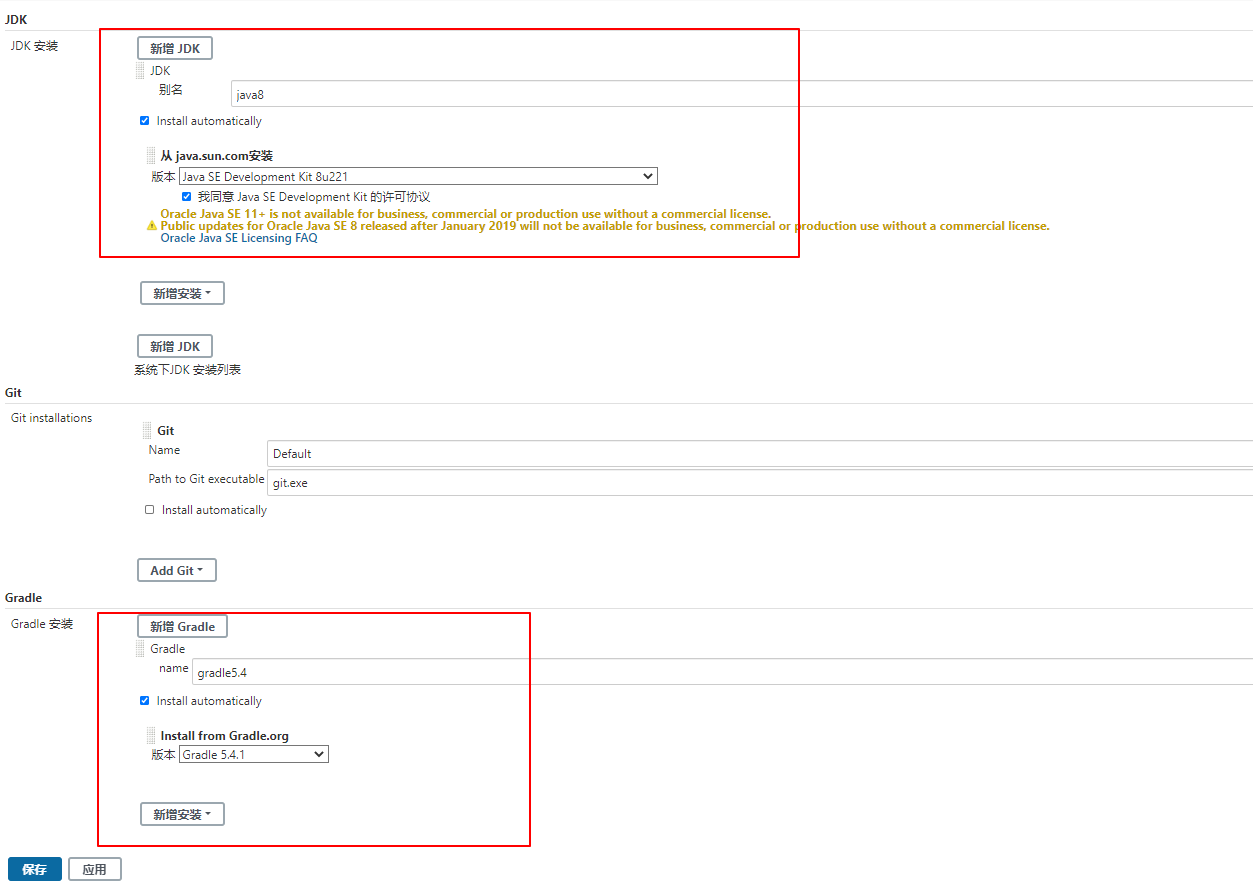 JDK
JDK 安装
新增 JDK
JDK
别名
java8
Install automatically
从 java.sun.com安装
版本 Java SE Development Kit 8u221
我同意 Java SE Development Kit 的许可协议
Oracle Java SE 11+ is not available for business, commercial or production use without a commercial license.
Public updates for Oracle Java SE 8 released after January 2019 will not be available for business, commercial or production use without a commercial license.
Oracle Java SE Licensing FAQ
新增安装
新增 JDK
系统下JDK 安装列表
Git
Git installations
Git
Name
Default
Path to Git executable
git.exe
Install automatically
Add Git
Gradle
Gradle 安装
新增 Gradle
Gradle
name
gradle5.4
Install automatically
Install from Gradle.org
版本 Gradle 5.4.1
新增安装
保存 应用